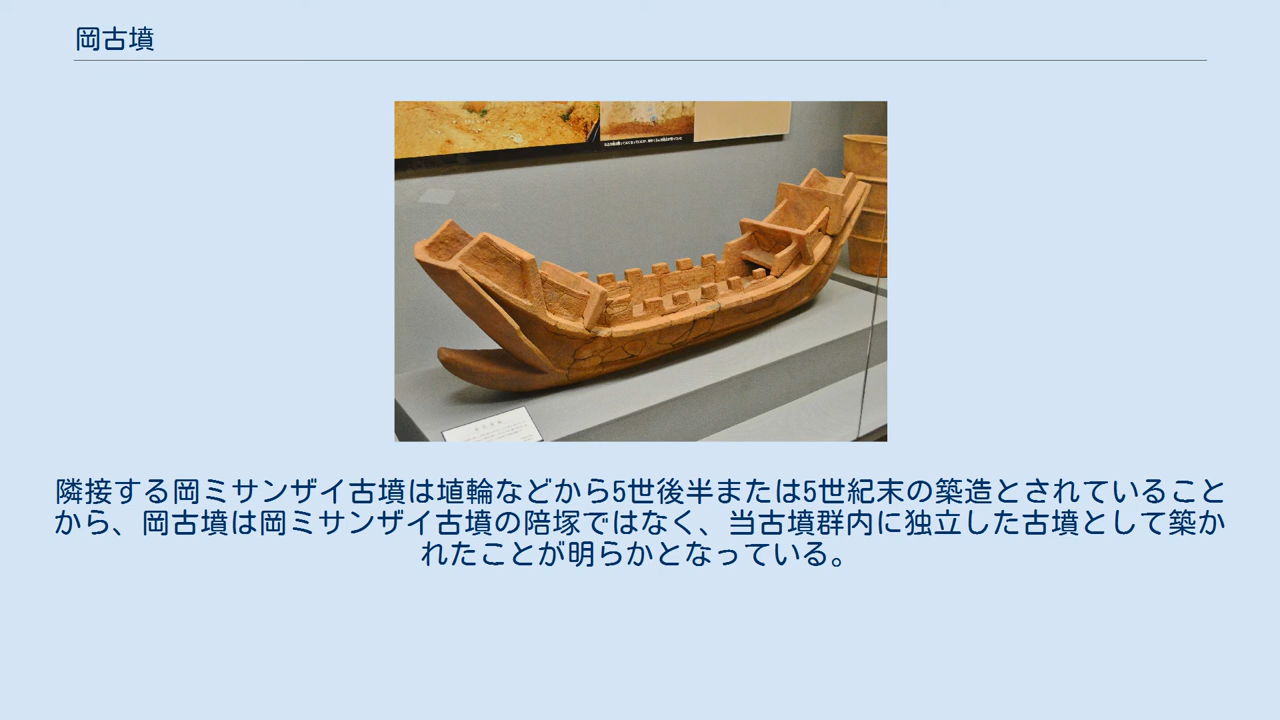 岡古墳
隣接する岡ミサンザイ古墳は埴輪などから5世後半または5世紀末の築造とされていること
から、岡古墳は岡ミサンザイ古墳の陪塚ではなく、当古墳群内に独立した古墳として築か
れたことが明らかとなっている。